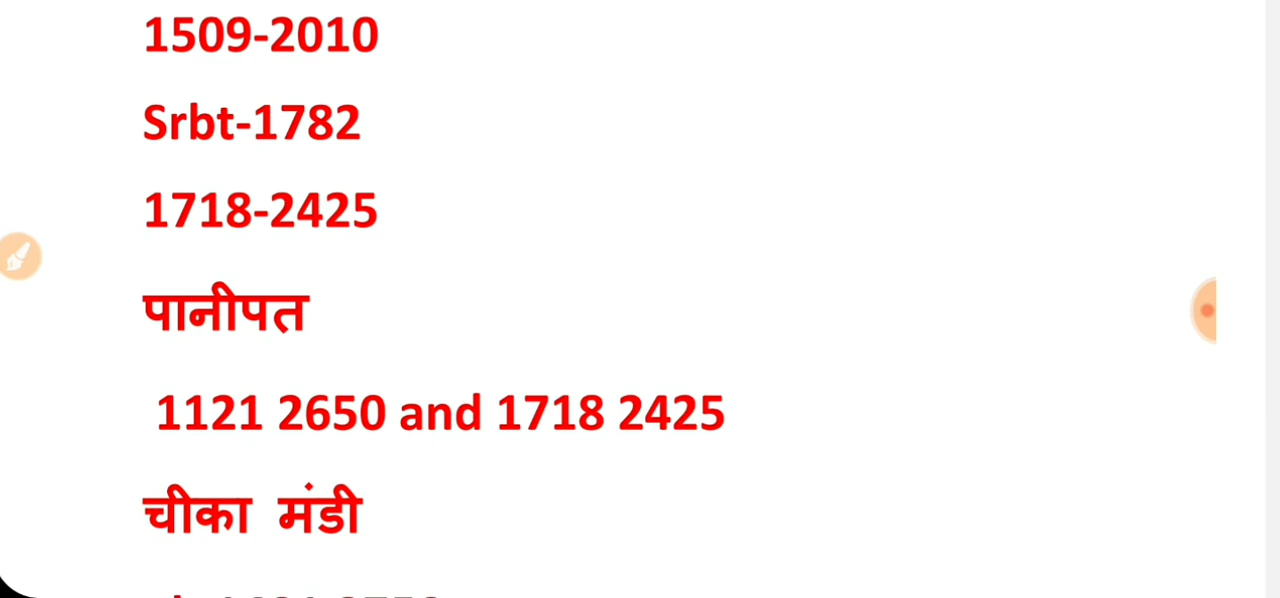 1509-2010
Srbt-1782
1718-2425
पानीपत
1121 2650 and 1718 2425
चीका मंडी